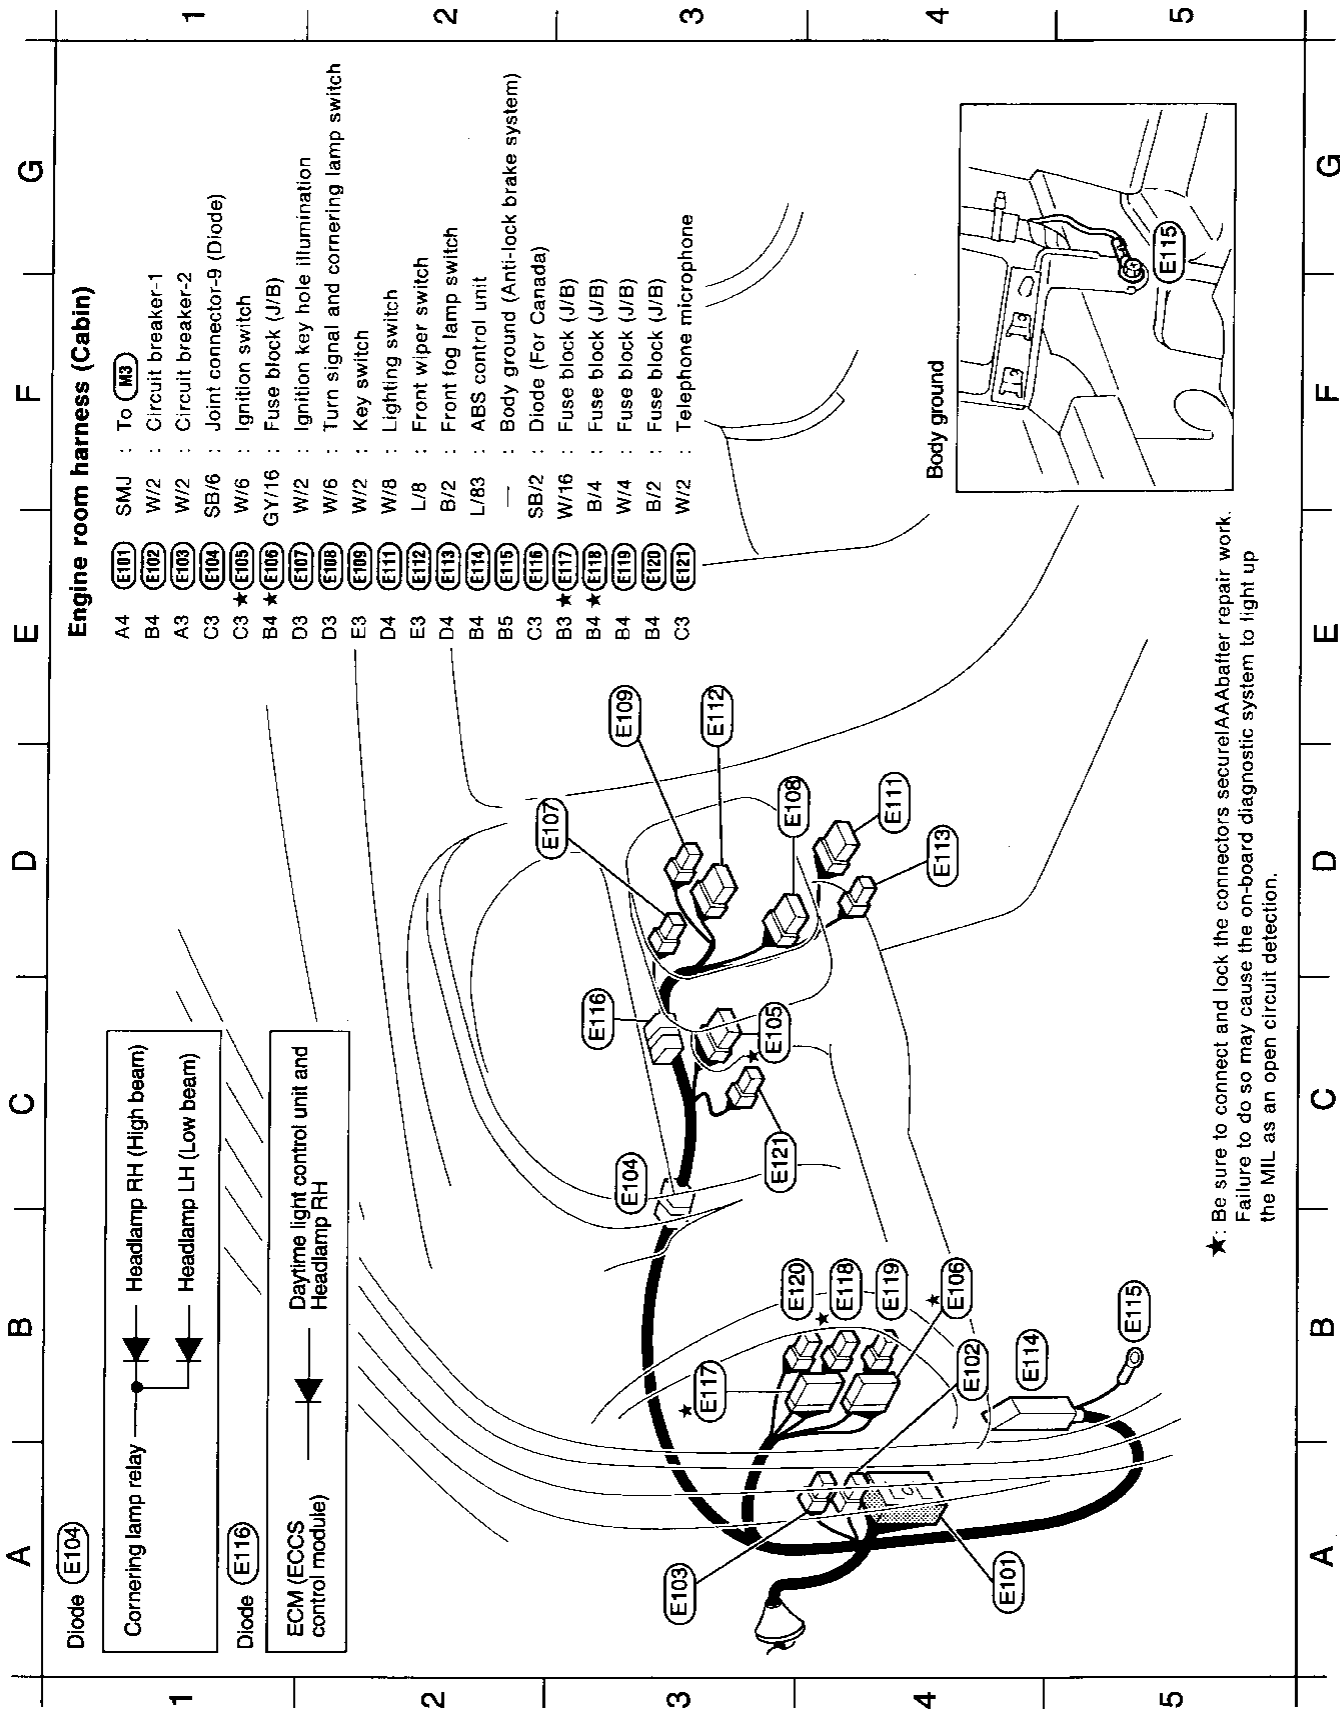 A B C D E F G
1
2
3
4
5
Diode E104
Cornering lamp relay
Headlamp RH (High beam)
Headlamp LH (Low beam)
Diode E116
ECM (ECCS
control module)
Daytime light control unit and
Headlamp RH
Engine room harness (Cabin)
A4 E101 SMJ : To M3
B4 E102 W/2 : Circuit breaker-1
A3 E103 W/2 : Circuit breaker-2
C3 E104 SB/6 : Joint connector-9 (Diode)
C3 ★ E105 W/6 : Ignition switch
B4 ★ E106 GY/16 : Fuse block (J/B)
D3 E107 W/2 : Ignition key hole illumination
D3 E108 W/6 : Turn signal and cornering lamp switch
E3 E109 W/2 : Key switch
D4 E111 W/8 : Lighting switch
E3 E112 L/8 : Front wiper switch
D4 E113 B/2 : Front fog lamp switch
B4 E114 L/83 : ABS control unit
B5 E115 — : Body ground (Anti-lock brake system)
C3 E116 SB/2 : Diode (For Canada)
B3 ★ E117 W/16 : Fuse block (J/B)
B4 ★ E118 B/4 : Fuse block (J/B)
B4 E119 W/4 : Fuse block (J/B)
B4 E120 B/2 : Fuse block (J/B)
C3 E121 W/2 : Telephone microphone
E107
E109
E112
E116
E104
E108
E105
★
E121
E111
E113
★
E117
E120
★
E118
E119
★
E106
E103
E102
E101
E114
E115
Body ground
E115
★: Be sure to connect and lock the connectors securelAAAbafter repair work.
Failure to do so may cause the on-board diagnostic system to light up
the MIL as an open circuit detection.
1
2
3
4
5
A B C D E F G